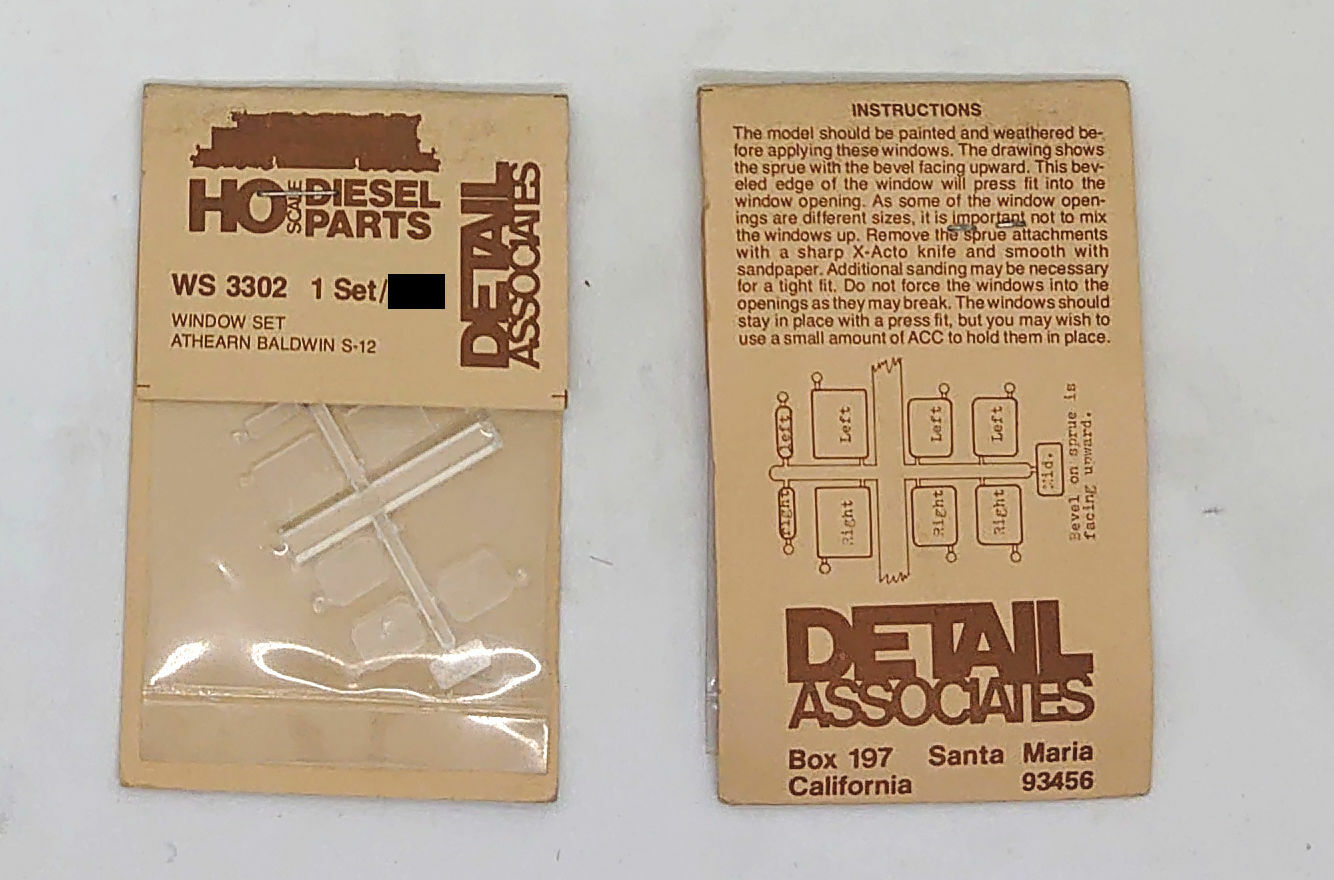 HO SCALE DIESEL PARTS
DETAIL ASSOCIATES
WS 3302 1 Set/
WINDOW SET
ATHEARN BALDWIN S-12
INSTRUCTIONS
The model should be painted and weathered be-
fore applying these windows. The drawing shows
the sprue with the bevel facing upward. This bev-
eled edge of the window will press fit into the
window opening. As some of the window open-
ings are different sizes, it is important not to mix
the windows up. Remove the sprue attachments
with a sharp X-Acto knife and smooth with
sandpaper. Additional sanding may be necessary
for a tight fit. Do not force the windows into the
openings as they may break. The windows should
stay in place with a press fit, but you may wish to
use a small amount of ACC to hold them in place.
left
Left
Left
Left
Mid.
right
Right
Right
Right
Bevel on sprue is
facing upward.
DETAIL
ASSOCIATES
Box 197 Santa Maria
California 93456